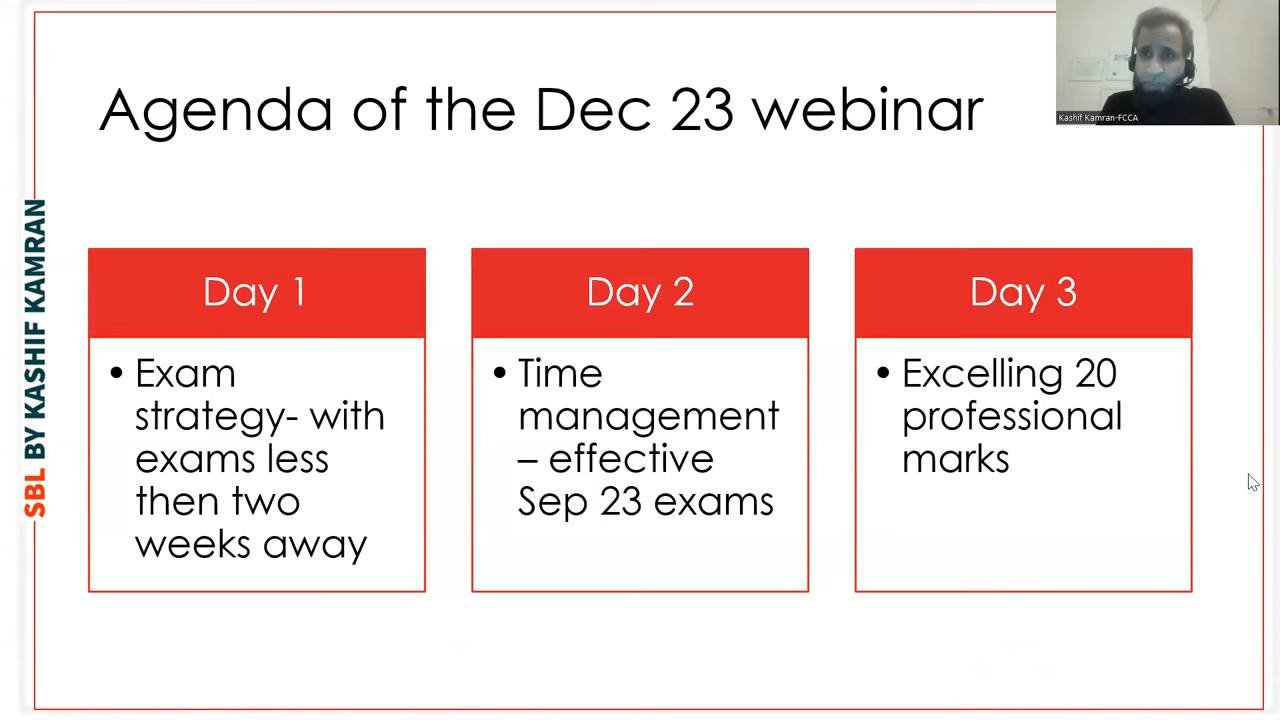 Agenda of the Dec 23 webinar
Kashif Kamran-FCCA
SBL BY KASHIF KAMRAN
Day 1
• Exam
strategy- with
exams less
then two
weeks away
Day 2
• Time
management
– effective
Sep 23 exams
Day 3
• Excelling 20
professional
marks